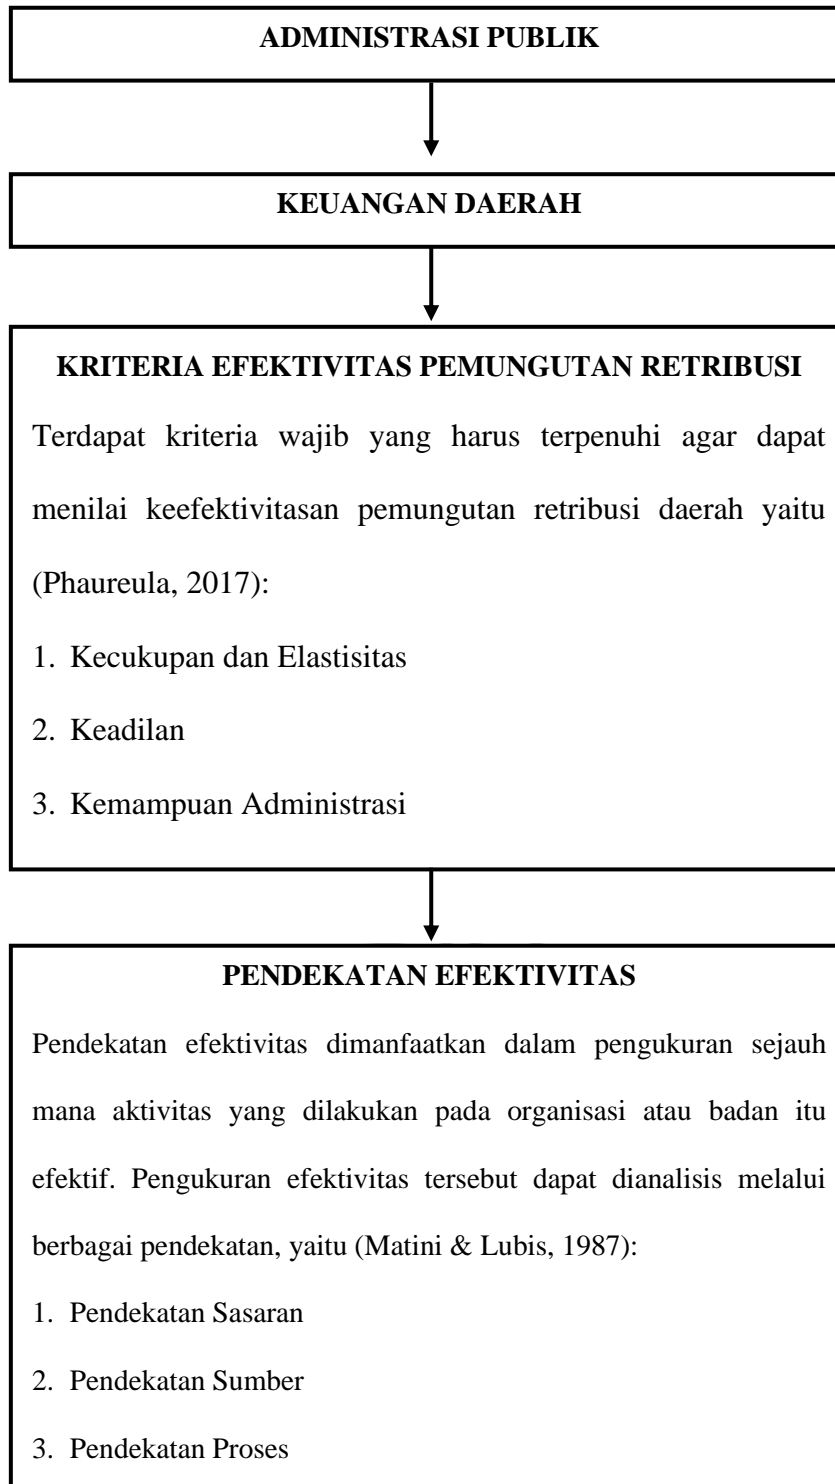 ADMINISTRASI PUBLIK
KEUANGAN DAERAH
KRITERIA EFEKTIVITAS PEMUNGUTAN RETRIBUSI
Terdapat kriteria wajib yang harus terpenuhi agar dapat
menilai keefektivitasan pemungutan retribusi daerah yaitu
(Phaureula, 2017):
1. Kecukupan dan Elastisitas
2. Keadilan
3. Kemampuan Administrasi
PENDEKATAN EFEKTIVITAS
Pendekatan efektivitas dimanfaatkan dalam pengukuran sejauh
mana aktivitas yang dilakukan pada organisasi atau badan itu
efektif. Pengukuran efektivitas tersebut dapat dianalisis melalui
berbagai pendekatan, yaitu (Matini & Lubis, 1987):
1. Pendekatan Sasaran
2. Pendekatan Sumber
3. Pendekatan Proses